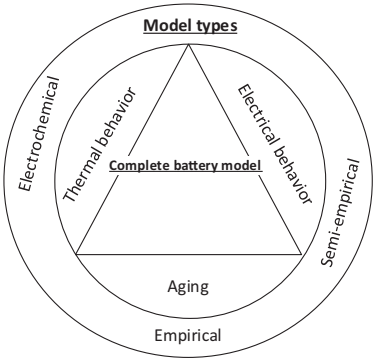 Model types
Electrochemical
Thermal behavior
Electrical behavior
Semi-empirical
Complete battery model
Aging
Empirical